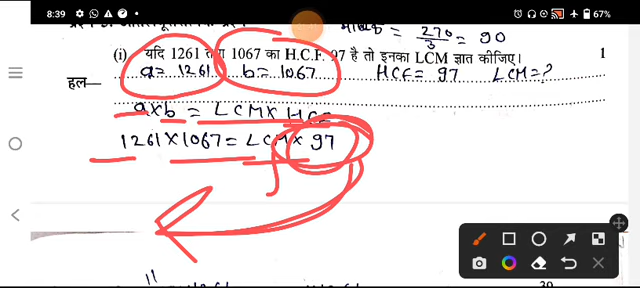 8:39 67%
= 270/3 = 90
(i) यदि 1261 तथा 1067 का H.C.F. 97 है तो इनका LCM ज्ञात कीजिए। 1
हल a = 1261 b = 1067 HCF = 97 LCM = ?
a×b = LCM × HCF
1261×1067 = LCM × 97